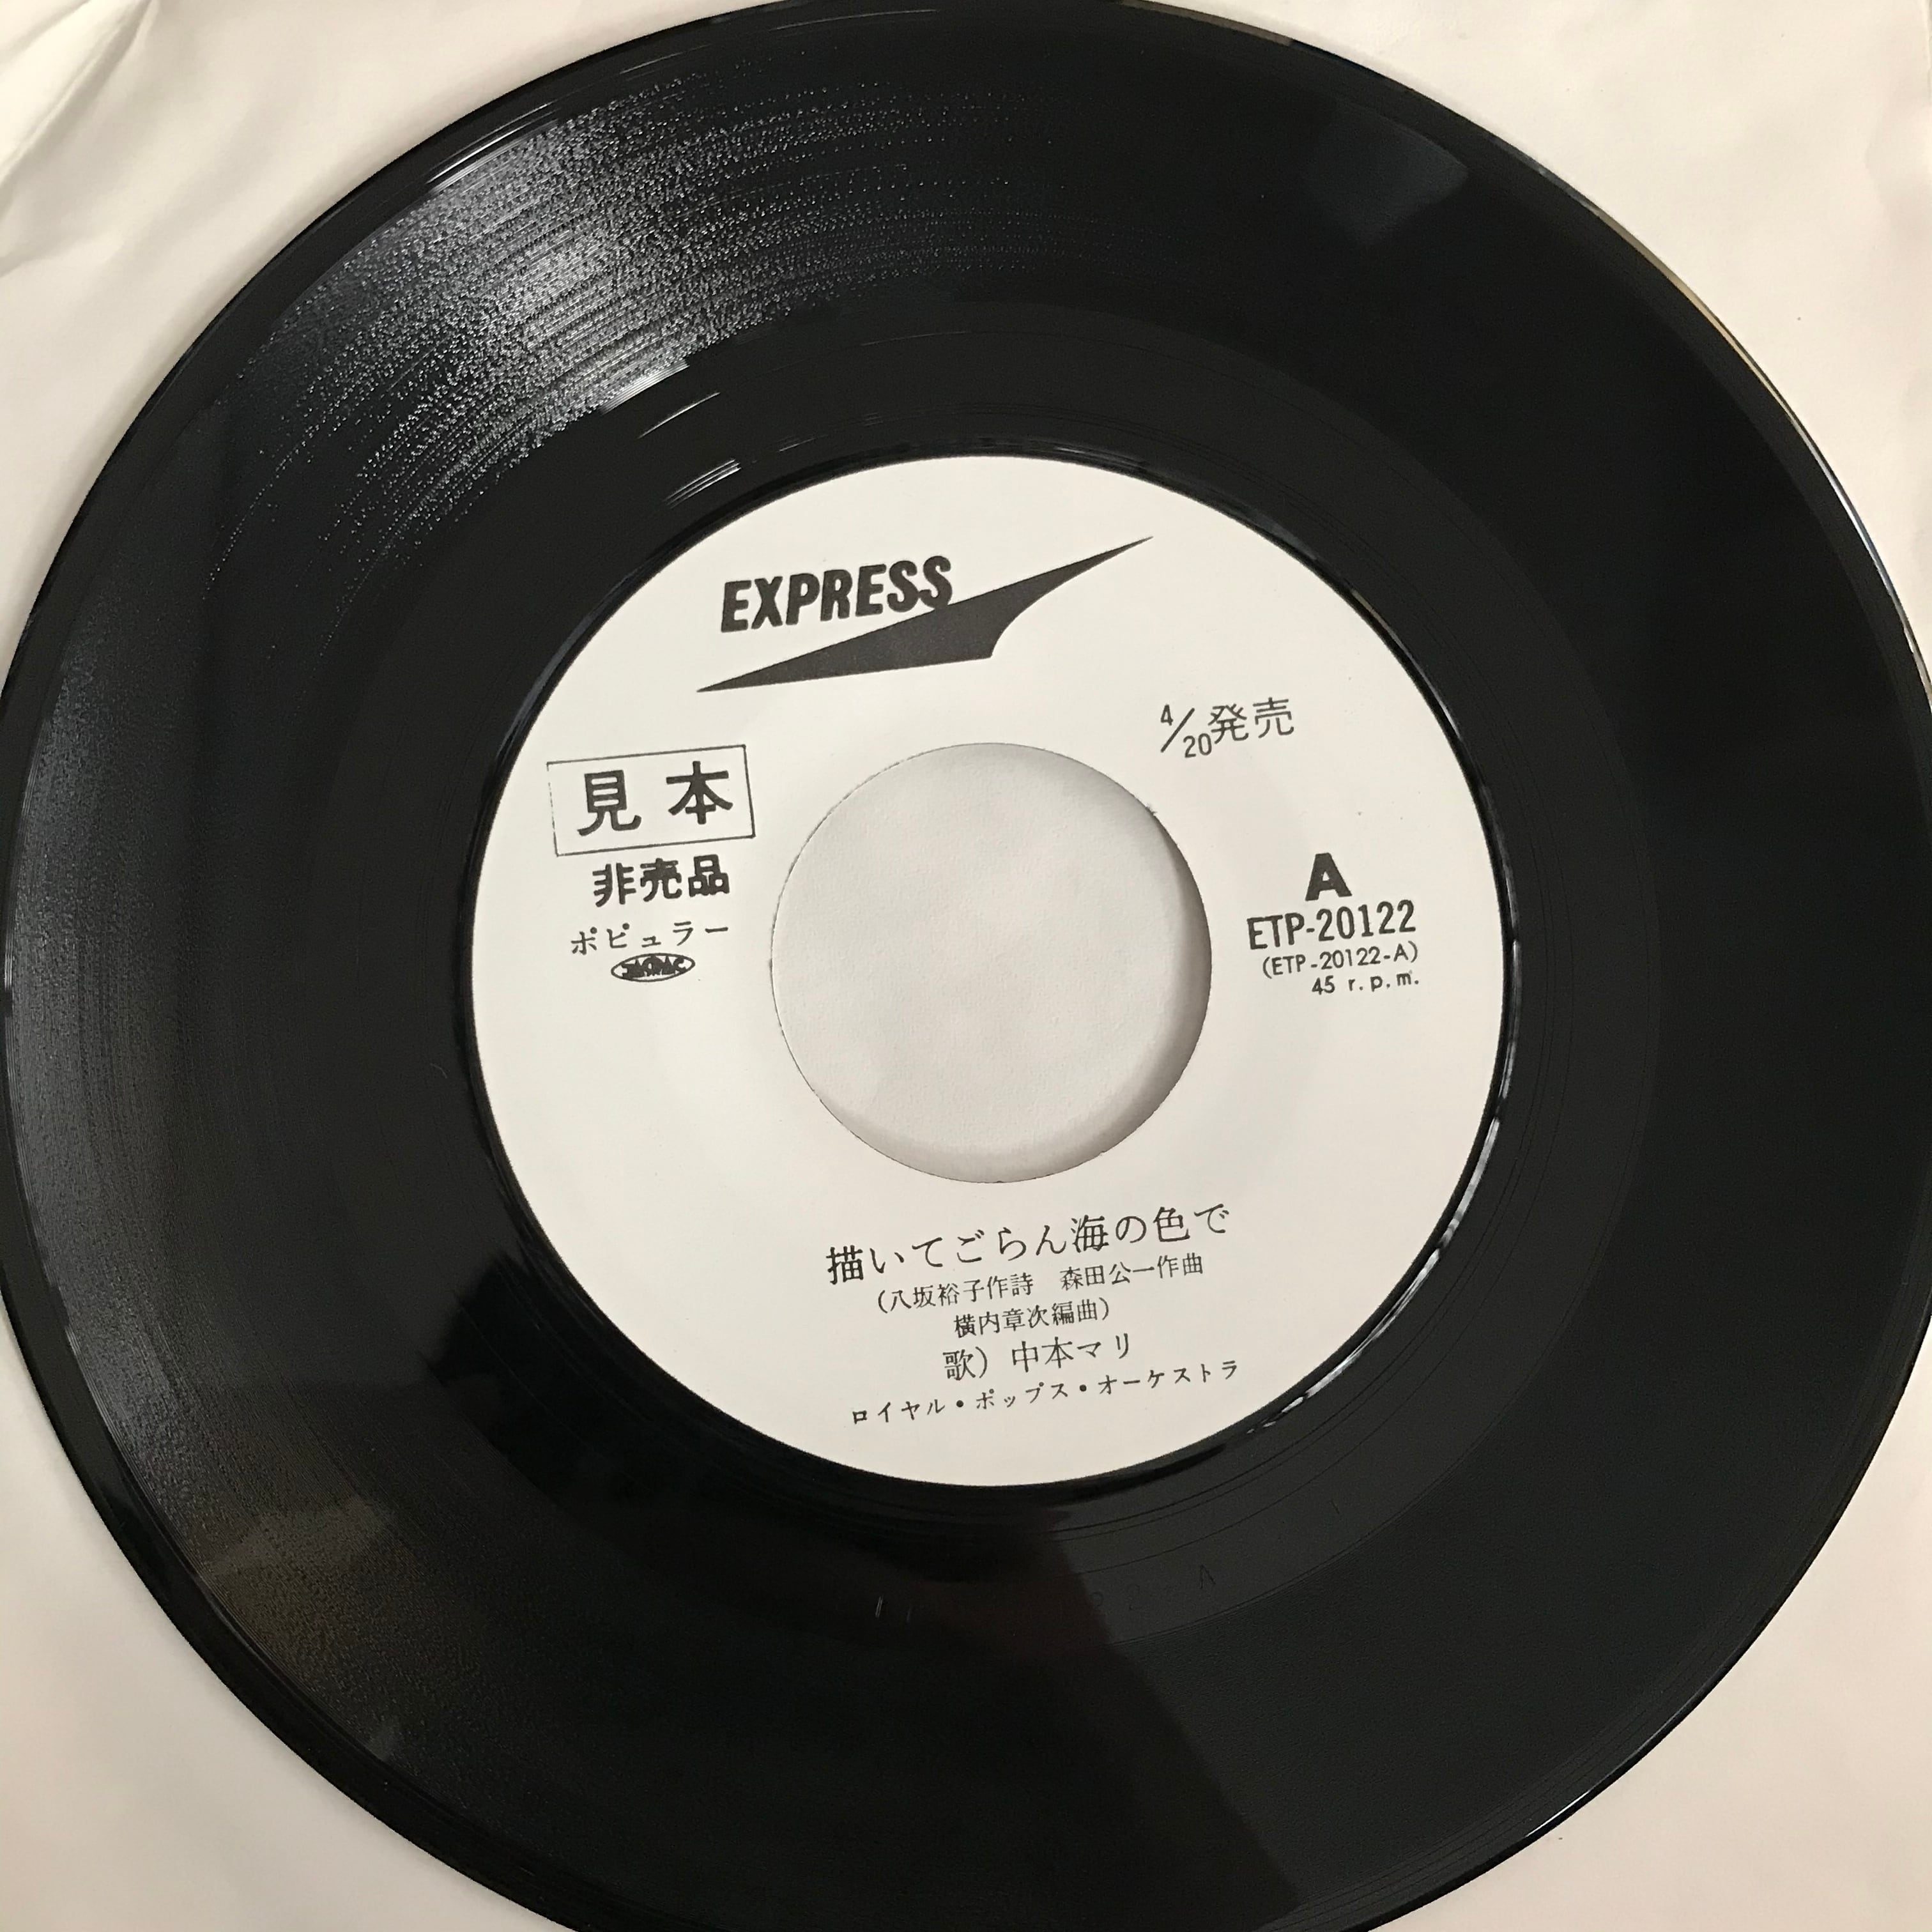 EXPRESS
4/20発売
見本
非売品
ポピュラー
JASRAC
A
ETP-20122
(ETP-20122-A)
45 r.p.m.
描いてごらん海の色で
(八坂裕子作詩 森田公一作曲
横内章次編曲)
歌) 中本マリ
ロイヤル・ポップス・オーケストラ